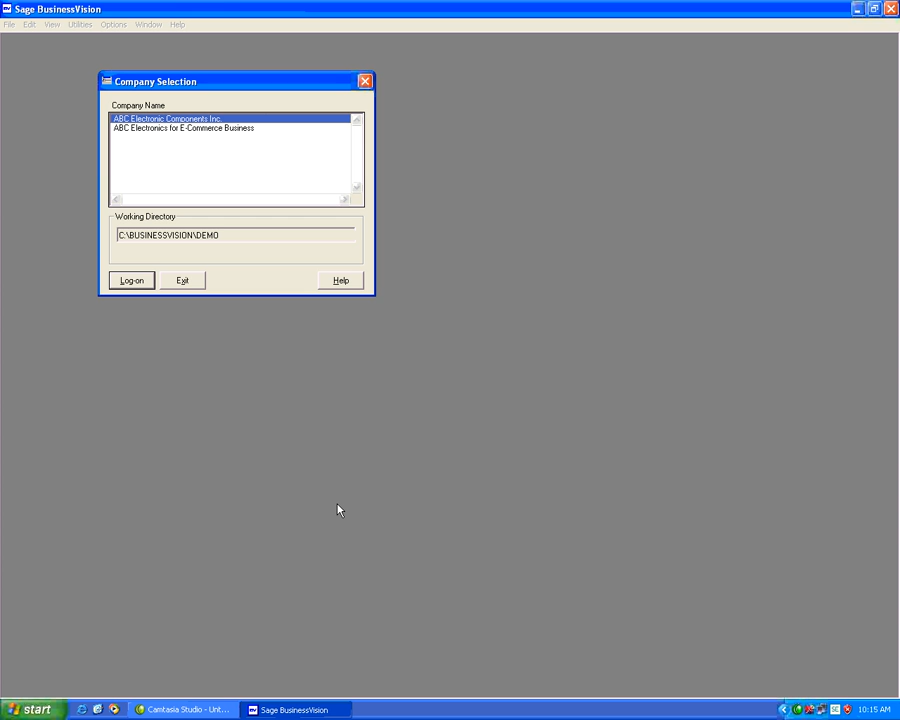 Sage BusinessVision
File Edit View Utilities Options Window Help
Company Selection
Company Name
ABC Electronic Components Inc.
ABC Electronics for E-Commerce Business
Working Directory
C:\BUSINESSVISION\DEMO
Log-on Exit Help
start Camtasia Studio - Unt... Sage BusinessVision SE 10:15 AM